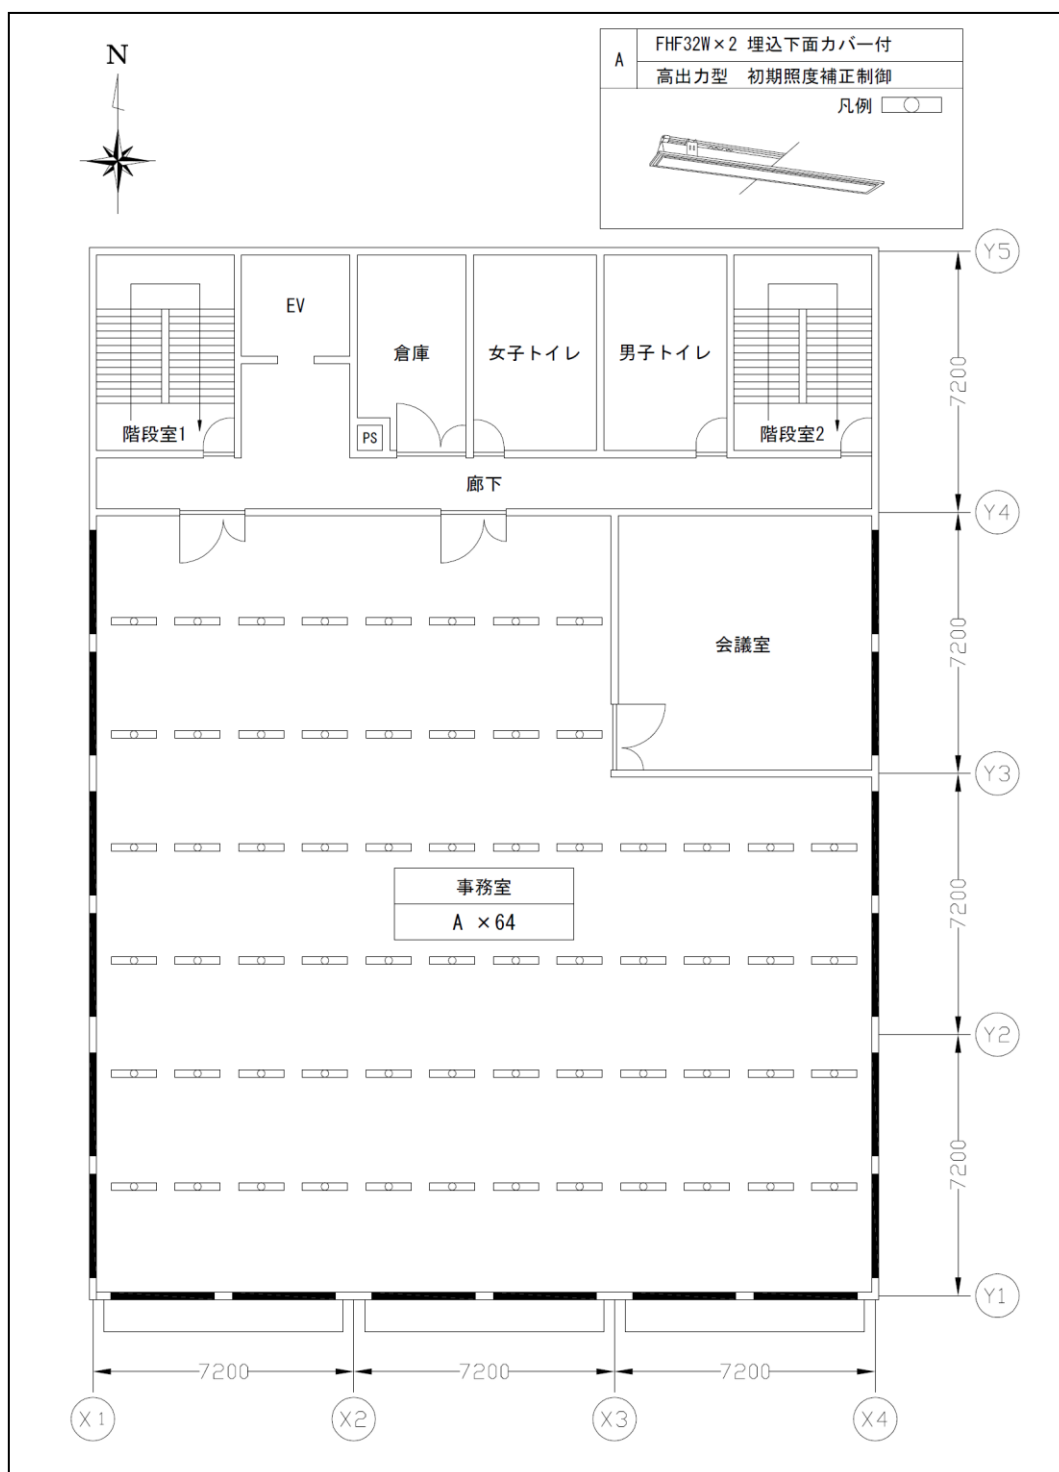 N
A
FHF32W×2 埋込下面カバー付
高出力型 初期照度補正制御
凡例
Y5
EV
倉庫
女子トイレ
男子トイレ
7200
階段室1
PS
階段室2
廊下
Y4
会議室
7200
Y3
事務室
A ×64
7200
Y2
7200
Y1
7200
7200
7200
X1
X2
X3
X4